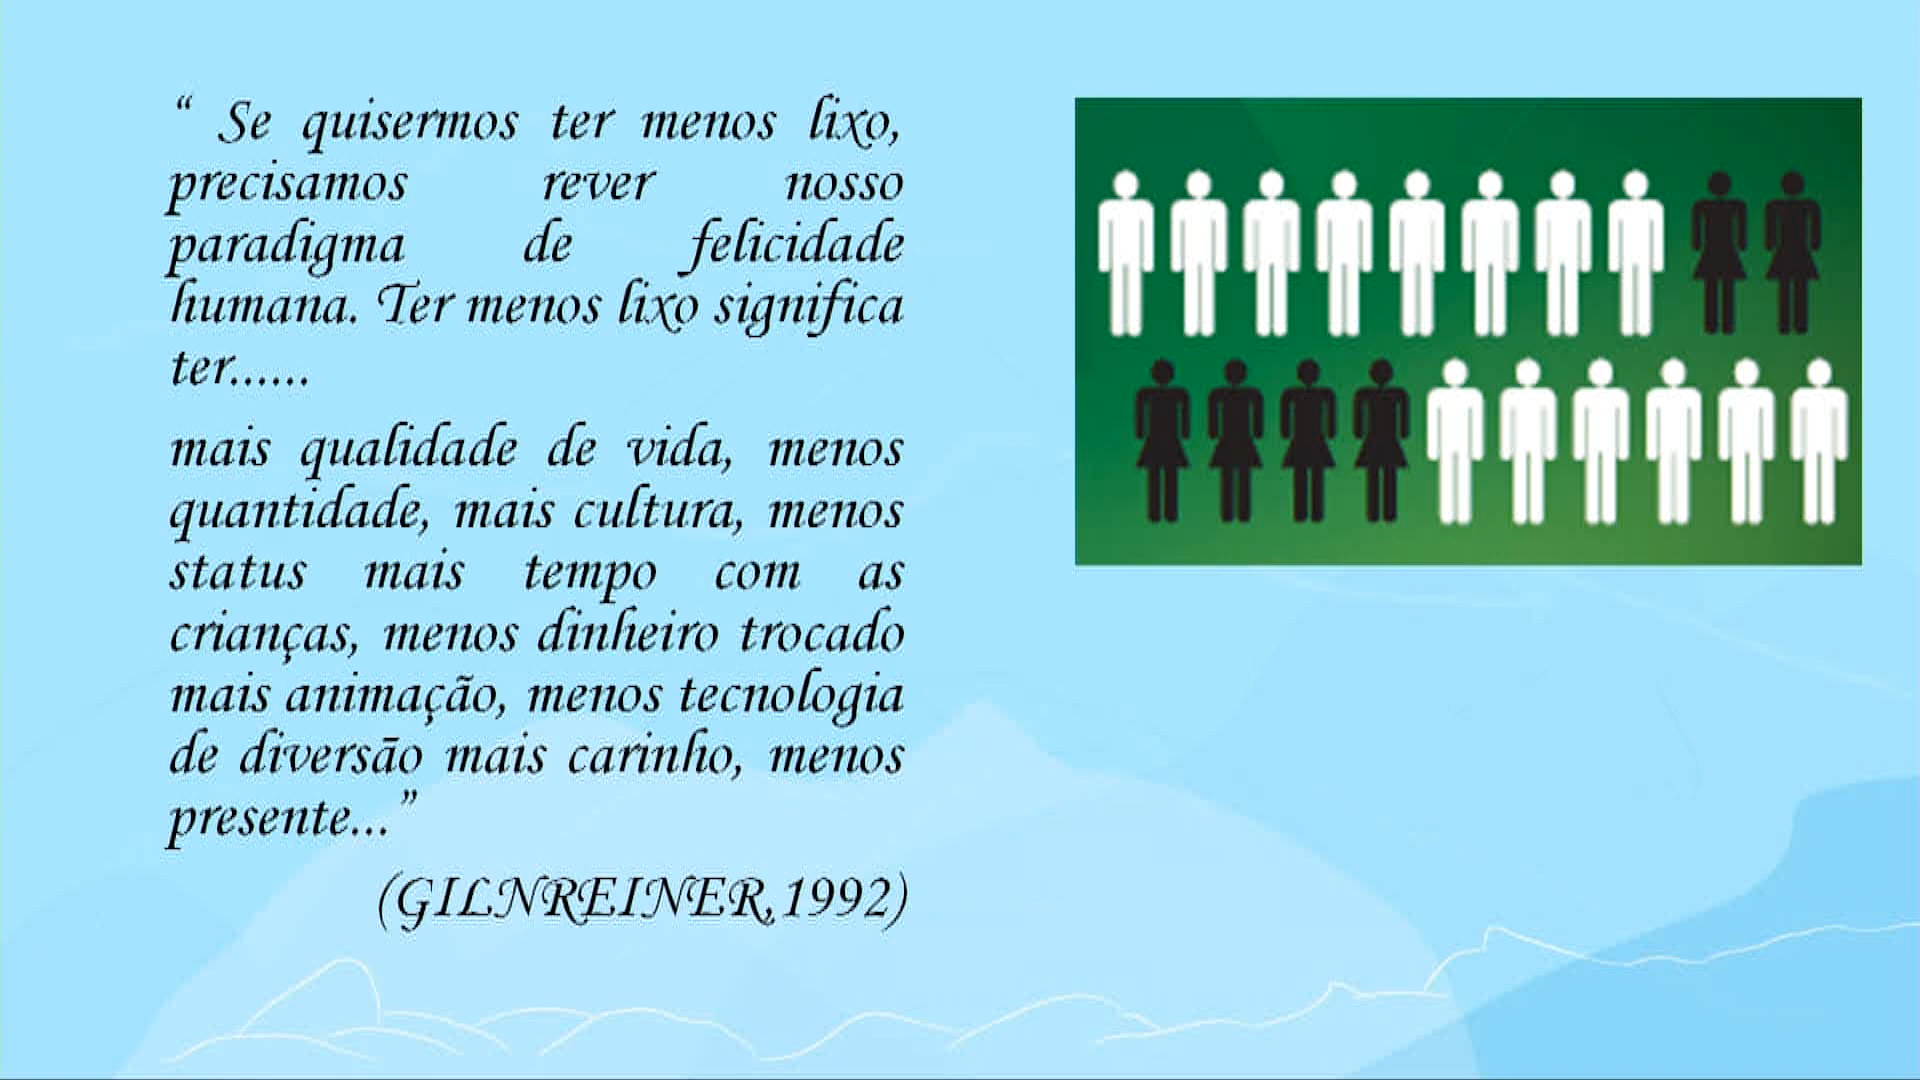 “ Se quisermos ter menos lixo,
precisamos rever nosso
paradigma de felicidade
humana. Ter menos lixo significa
ter......
mais qualidade de vida, menos
quantidade, mais cultura, menos
status mais tempo com as
crianças, menos dinheiro trocado
mais animação, menos tecnologia
de diversão mais carinho, menos
presente...”
(GILNREINER,1992)